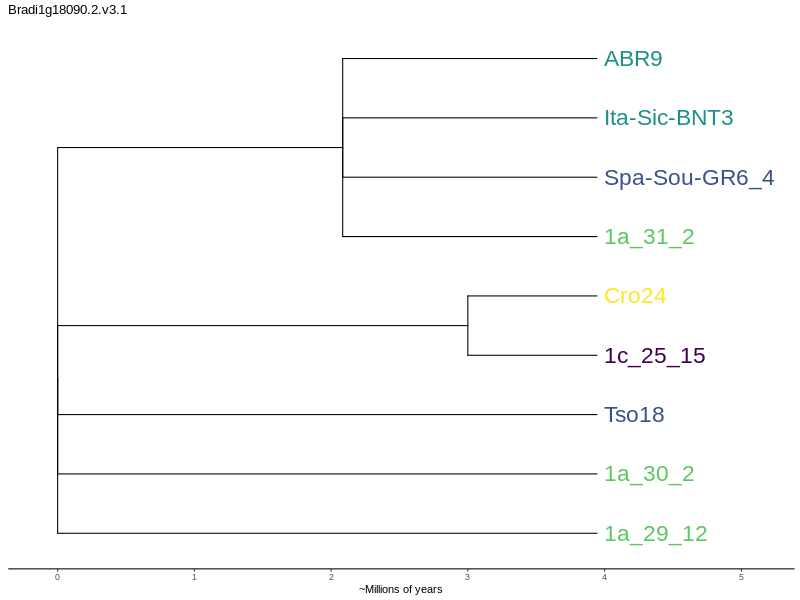 Bradi1g18090.2.v3.1
ABR9
Ita-Sic-BNT3
Spa-Sou-GR6_4
1a_31_2
Cro24
1c_25_15
Tso18
1a_30_2
1a_29_12
0 1 2 3 4 5
~Millions of years